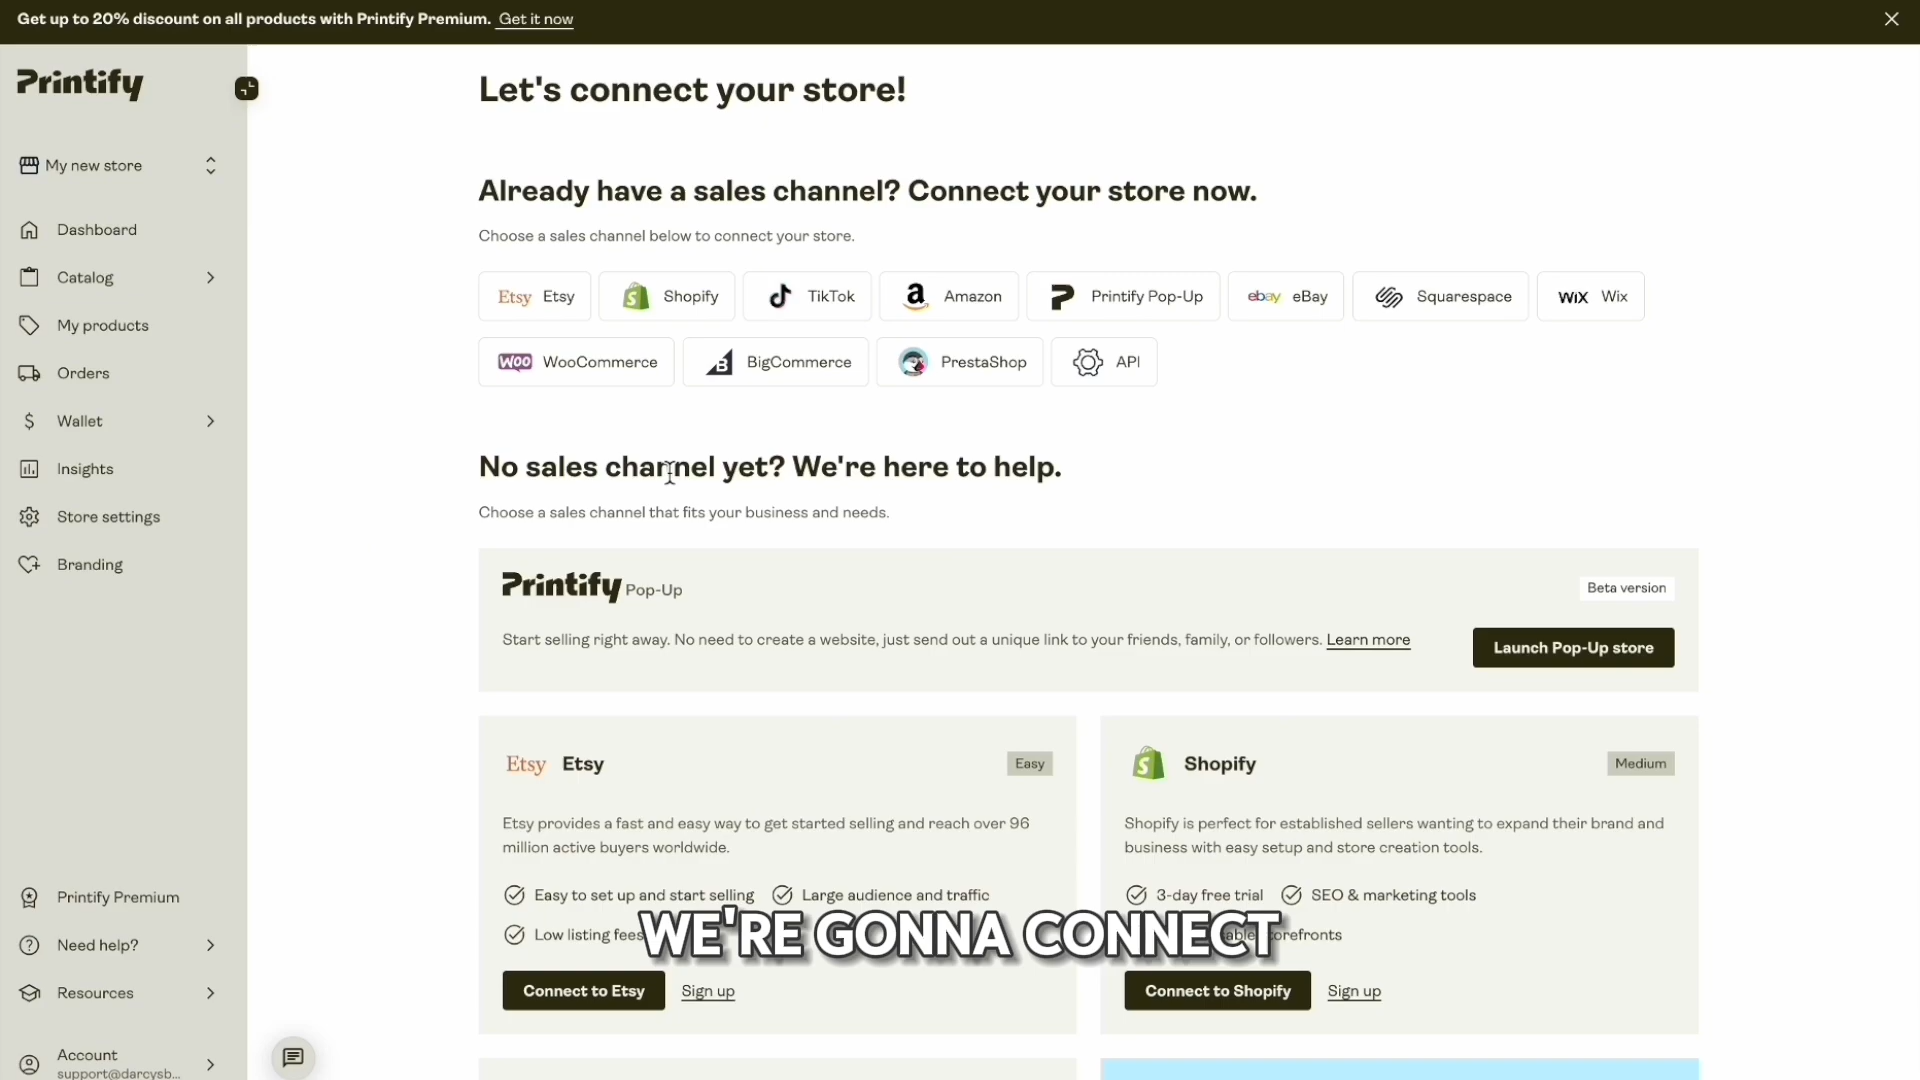 Get up to 20% discount on all products with Printify Premium. Get it now
Printify
My new store
Dashboard
Catalog
My products
Orders
Wallet
Insights
Store settings
Branding
Printify Premium
Need help?
Resources
Account
support@darcysb...
Let's connect your store!
Already have a sales channel? Connect your store now.
Choose a sales channel below to connect your store.
Etsy Etsy Shopify TikTok Amazon Printify Pop-Up ebay eBay Squarespace WiX Wix
WOO WooCommerce BigCommerce PrestaShop API
No sales channel yet? We're here to help.
Choose a sales channel that fits your business and needs.
Printify Pop-Up
Beta version
Start selling right away. No need to create a website, just send out a unique link to your friends, family, or followers. Learn more
Launch Pop-Up store
Etsy Etsy
Easy
Etsy provides a fast and easy way to get started selling and reach over 96
million active buyers worldwide.
Easy to set up and start selling Large audience and traffic
Low listing fees
Connect to Etsy Sign up
Shopify
Medium
Shopify is perfect for established sellers wanting to expand their brand and
business with easy setup and store creation tools.
3-day free trial SEO & marketing tools
storefronts
Connect to Shopify Sign up
WE'RE GONNA CONNECT